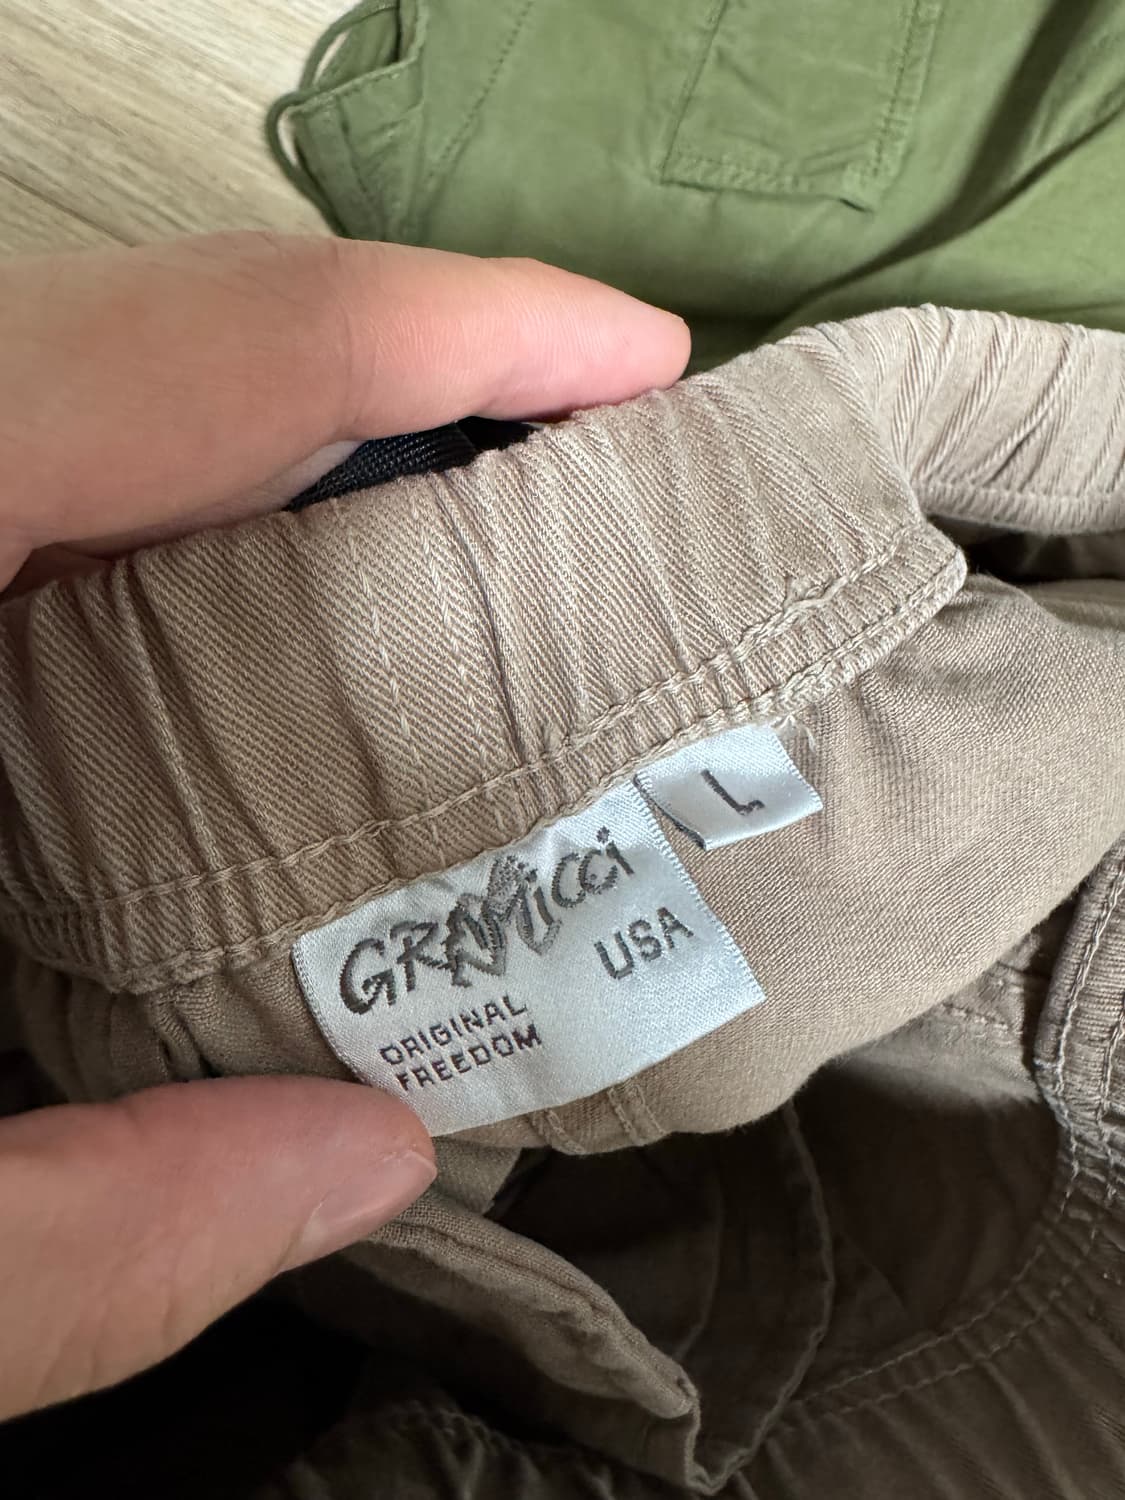 L
GRAMicci
USA
ORIGINAL
FREEDOM